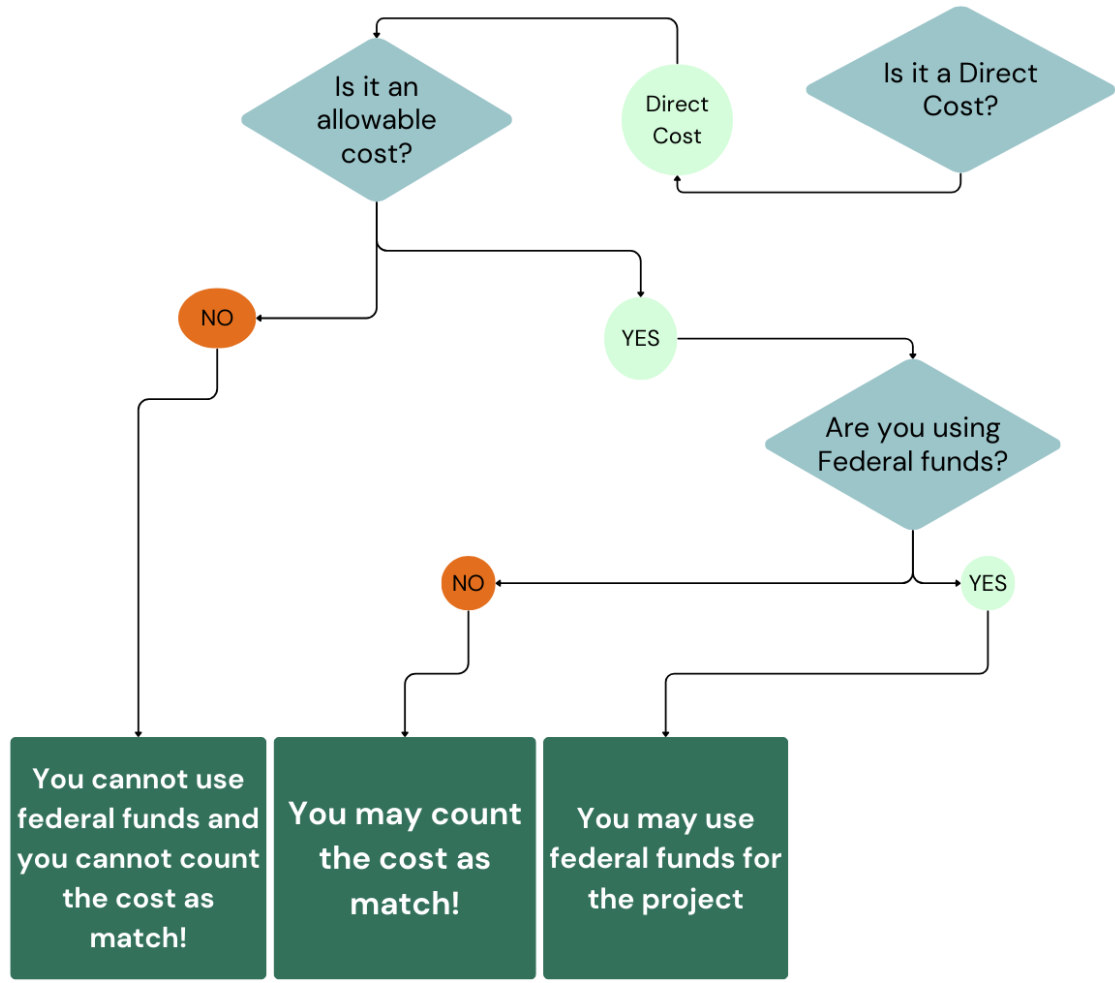 Is it a Direct
Cost?
Direct
Cost
Is it an
allowable
cost?
NO
YES
Are you using
Federal funds?
NO
YES
You cannot use
federal funds and
you cannot count
the cost as
match!
You may count
the cost as
match!
You may use
federal funds for
the project